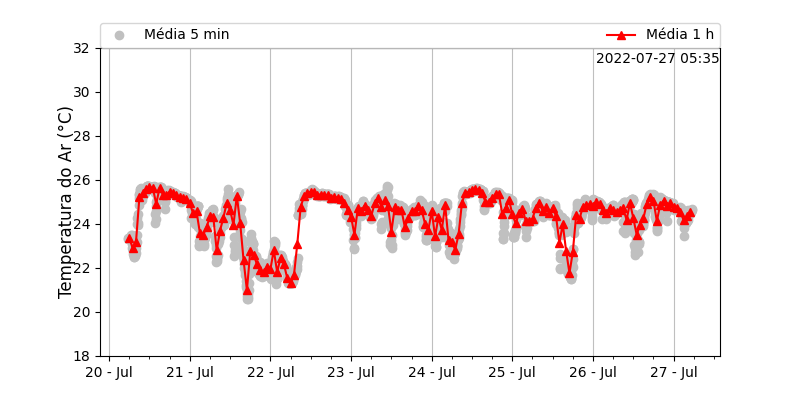 Média 5 min
Média 1 h
2022-07-27 05:35
Temperatura do Ar (°C)
32
30
28
26
24
22
20
18
20 - Jul
21 - Jul
22 - Jul
23 - Jul
24 - Jul
25 - Jul
26 - Jul
27 - Jul